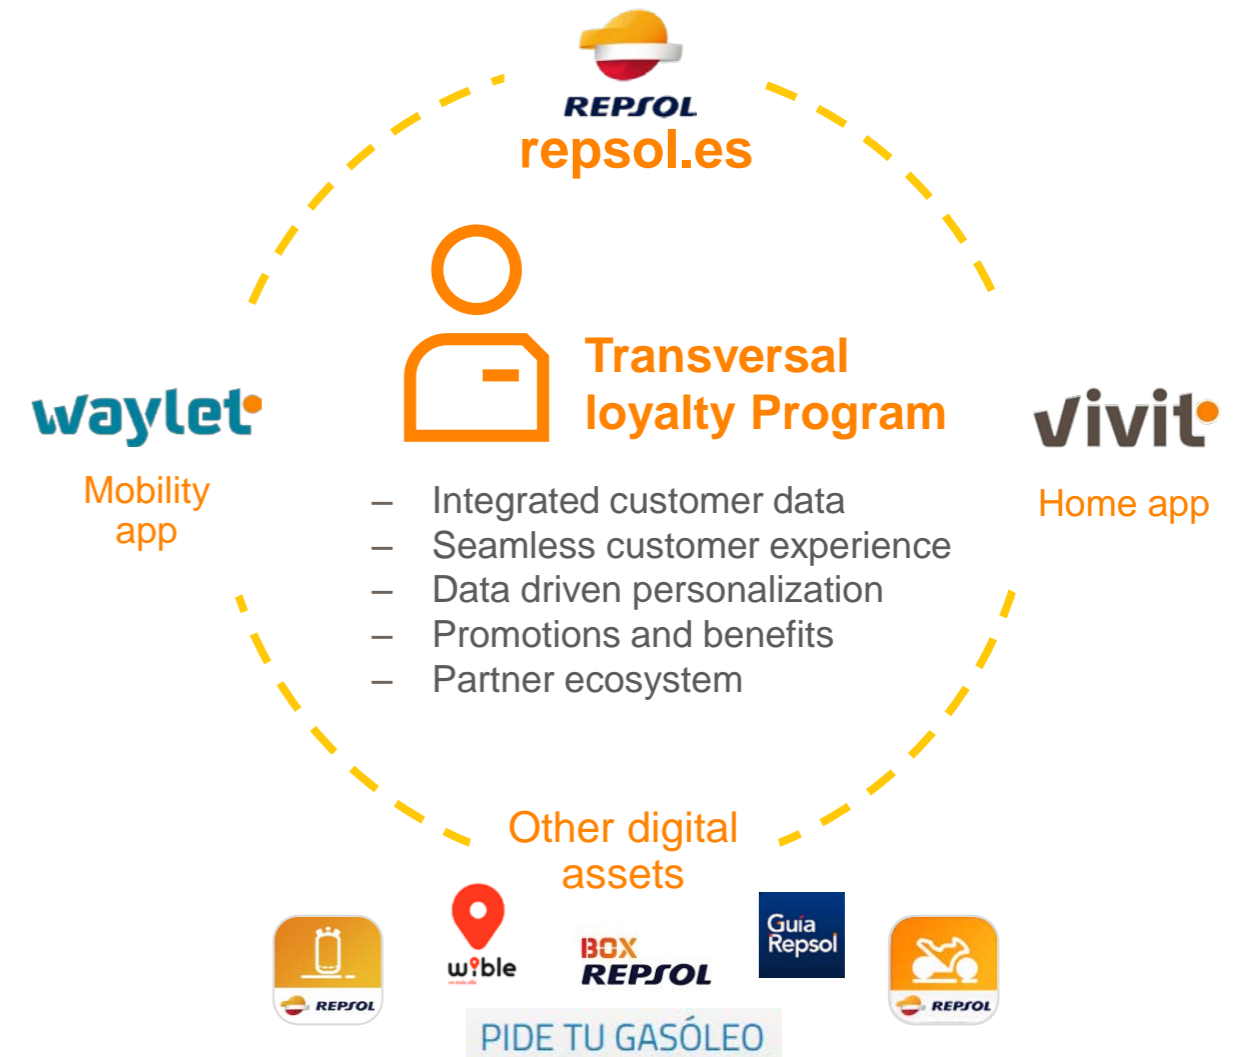 REPSOL
repsol.es
Transversal
loyalty Program
waylet
Mobility
app
vivit
Home app
– Integrated customer data
– Seamless customer experience
– Data driven personalization
– Promotions and benefits
– Partner ecosystem
Other digital
assets
REPSOL
wible
BOX
REPSOL
Guía
Repsol
REPSOL
PIDE TU GASÓLEO